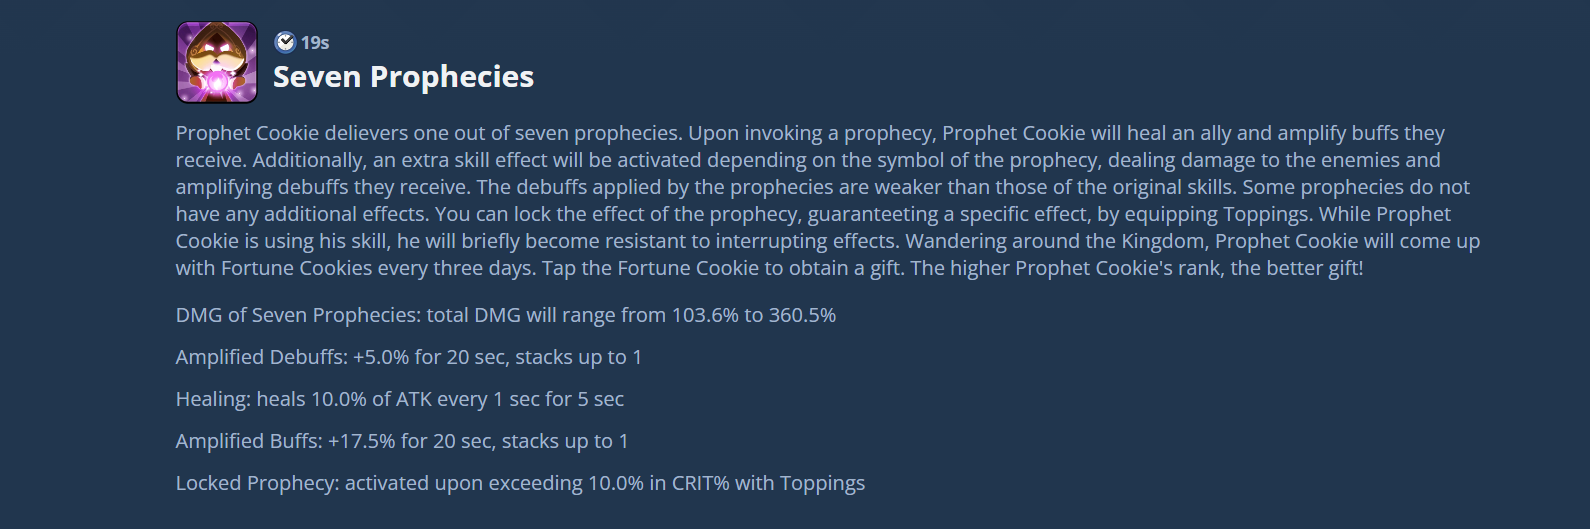 19s
Seven Prophecies
Prophet Cookie delievers one out of seven prophecies. Upon invoking a prophecy, Prophet Cookie will heal an ally and amplify buffs they
receive. Additionally, an extra skill effect will be activated depending on the symbol of the prophecy, dealing damage to the enemies and
amplifying debuffs they receive. The debuffs applied by the prophecies are weaker than those of the original skills. Some prophecies do not
have any additional effects. You can lock the effect of the prophecy, guaranteeting a specific effect, by equipping Toppings. While Prophet
Cookie is using his skill, he will briefly become resistant to interrupting effects. Wandering around the Kingdom, Prophet Cookie will come up
with Fortune Cookies every three days. Tap the Fortune Cookie to obtain a gift. The higher Prophet Cookie's rank, the better gift!
DMG of Seven Prophecies: total DMG will range from 103.6% to 360.5%
Amplified Debuffs: +5.0% for 20 sec, stacks up to 1
Healing: heals 10.0% of ATK every 1 sec for 5 sec
Amplified Buffs: +17.5% for 20 sec, stacks up to 1
Locked Prophecy: activated upon exceeding 10.0% in CRIT% with Toppings